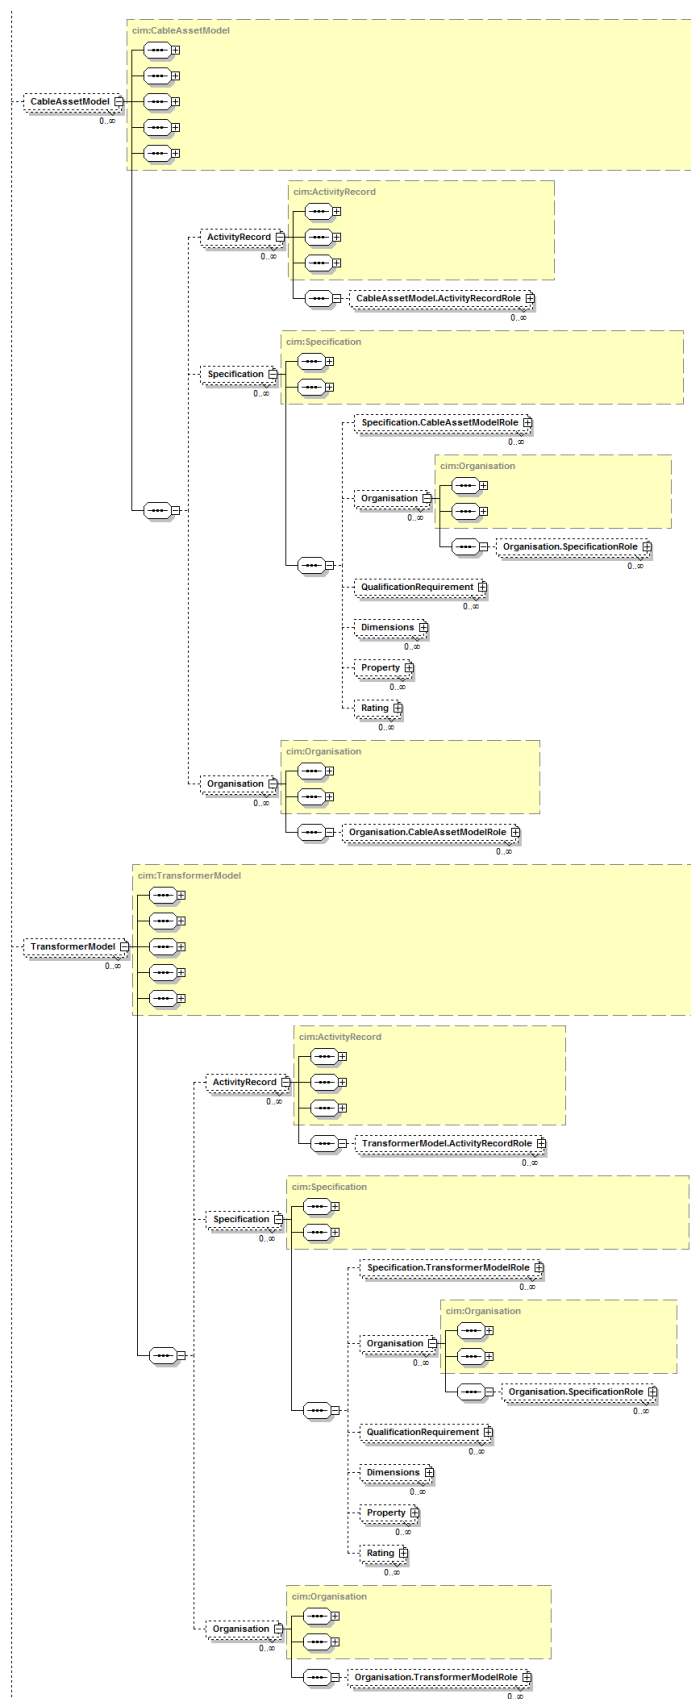 cim:CableAssetModel
CableAssetModel
0..∞
cim:ActivityRecord
ActivityRecord
0..∞
CableAssetModel.ActivityRecordRole
0..∞
cim:Specification
Specification
0..∞
Specification.CableAssetModelRole
0..∞
cim:Organisation
Organisation
0..∞
Organisation.SpecificationRole
0..∞
QualificationRequirement
0..∞
Dimensions
0..∞
Property
0..∞
Rating
0..∞
cim:Organisation
Organisation
0..∞
Organisation.CableAssetModelRole
0..∞
cim:TransformerModel
TransformerModel
0..∞
cim:ActivityRecord
ActivityRecord
0..∞
TransformerModel.ActivityRecordRole
0..∞
cim:Specification
Specification
0..∞
Specification.TransformerModelRole
0..∞
cim:Organisation
Organisation
0..∞
Organisation.SpecificationRole
0..∞
QualificationRequirement
0..∞
Dimensions
0..∞
Property
0..∞
Rating
0..∞
cim:Organisation
Organisation
0..∞
Organisation.TransformerModelRole
0..∞